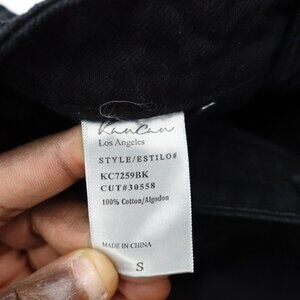 KanCan
Los Angeles
STYLE/ESTILO#
KC7259BK
CUT#30558
100% Cotton/Algodon
MADE IN CHINA
S